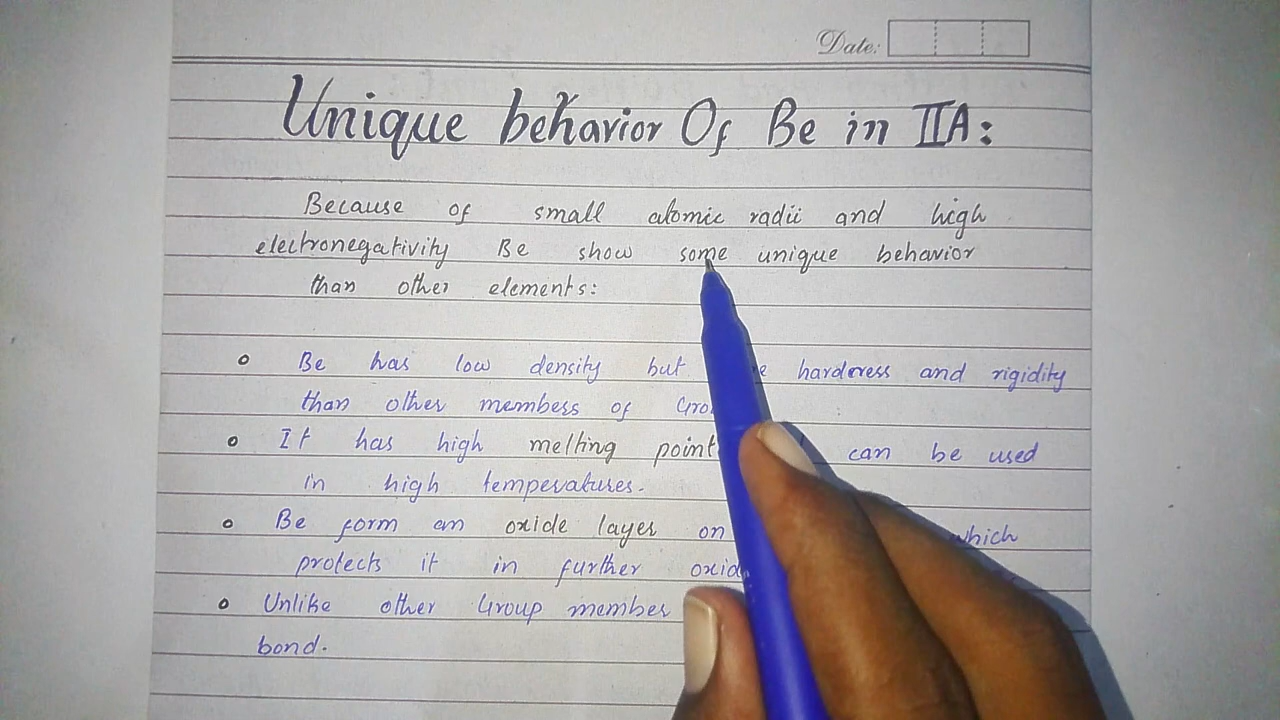 Date:
Unique behavior Of Be in IIA:
Because of small atomic radii and high
electronegativity Be show some unique behavior
than other elements:
Be has low density but hardness and rigidity
than other members of
It has high melting point can be used
in high temperatures.
Be form an oxide layer on which
protects it in further
Unlike other Group member
bond.